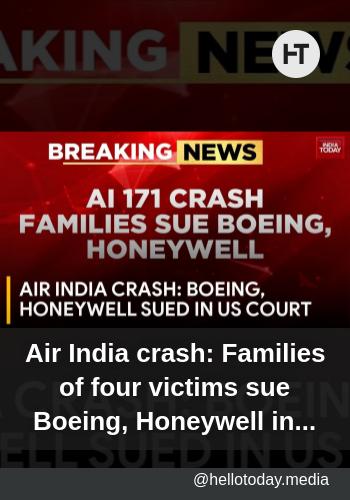 AKING NEWS
HT
BREAKING NEWS
INDIA
TODAY
AI 171 CRASH
FAMILIES SUE BOEING,
HONEYWELL
AIR INDIA CRASH: BOEING,
HONEYWELL SUED IN US COURT
Air India crash: Families
of four victims sue
Boeing, Honeywell in...
@hellotoday.media